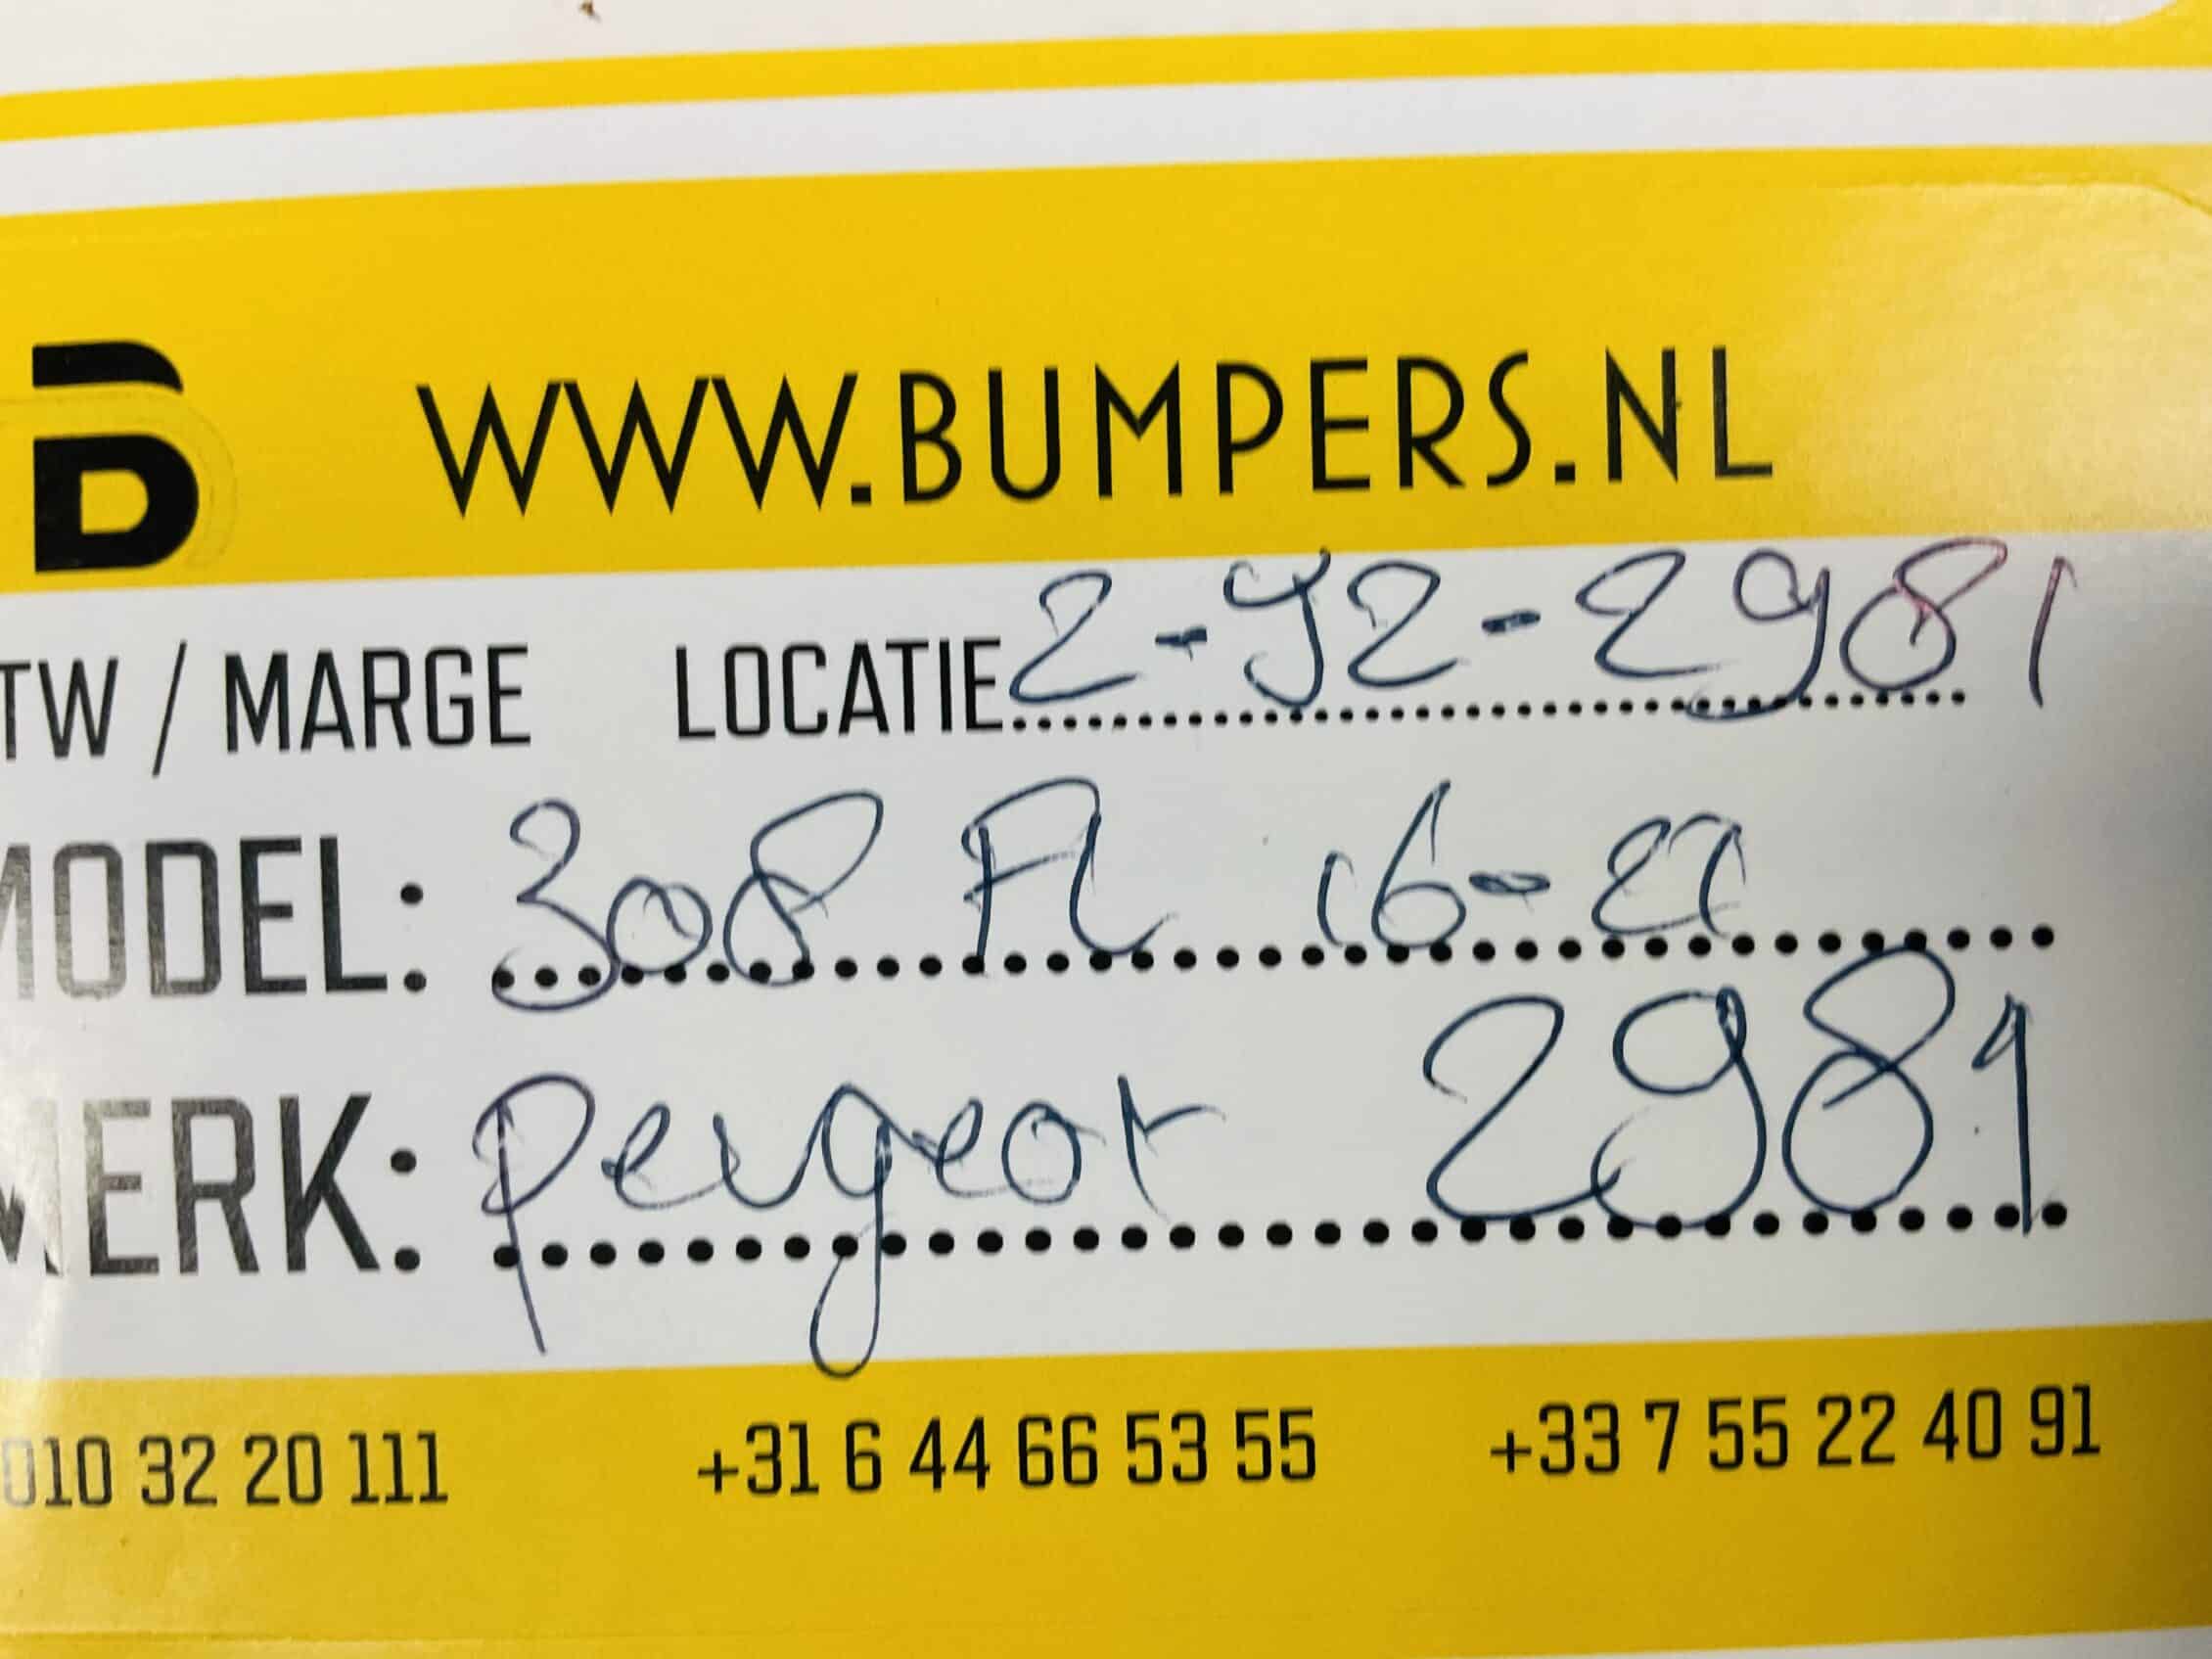 B WWW.BUMPERS.NL
TW / MARGE LOCATIE 2-92-2981
MODEL: 308 FL 16-21
MERK: Peugeot 2981
010 32 20 111 +31 6 44 66 53 55 +33 7 55 22 40 91